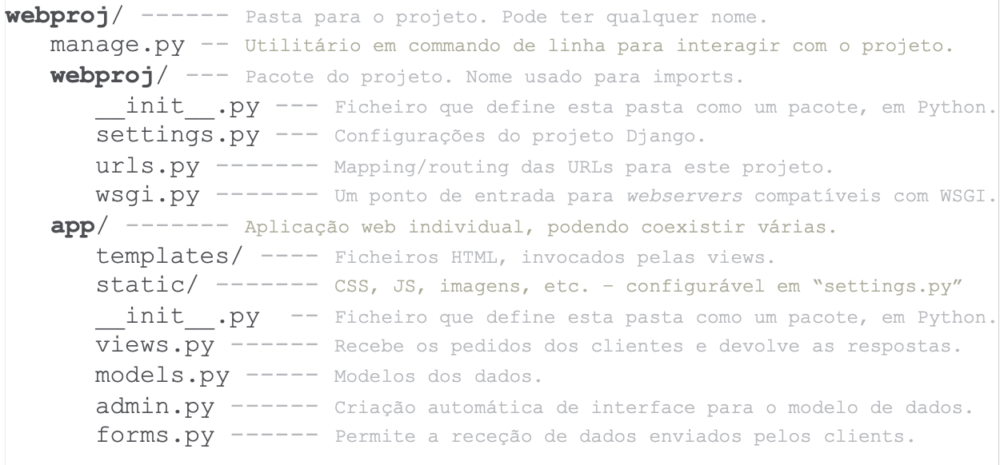 webproj/ ------ Pasta para o projeto. Pode ter qualquer nome.
manage.py -- Utilitário em commando de linha para interagir com o projeto.
webproj/ --- Pacote do projeto. Nome usado para imports.
__init__.py --- Ficheiro que define esta pasta como um pacote, em Python.
settings.py --- Configurações do projeto Django.
urls.py ------- Mapping/routing das URLs para este projeto.
wsgi.py ------- Um ponto de entrada para webservers compatíveis com WSGI.
app/ ------- Aplicação web individual, podendo coexistir várias.
templates/ ---- Ficheiros HTML, invocados pelas views.
static/ ------- CSS, JS, imagens, etc. – configurável em “settings.py”
__init__.py -- Ficheiro que define esta pasta como um pacote, em Python.
views.py ------ Recebe os pedidos dos clientes e devolve as respostas.
models.py ----- Modelos dos dados.
admin.py ------ Criação automática de interface para o modelo de dados.
forms.py ------ Permite a receção de dados enviados pelos clients.